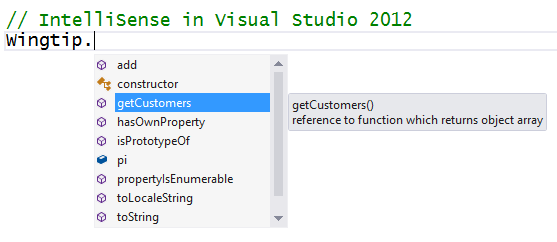 // IntelliSense in Visual Studio 2012
Wingtip.
add
constructor
getCustomers
hasOwnProperty
isPrototypeOf
pi
propertyIsEnumerable
toLocaleString
toString
getCustomers()
reference to function which returns object array